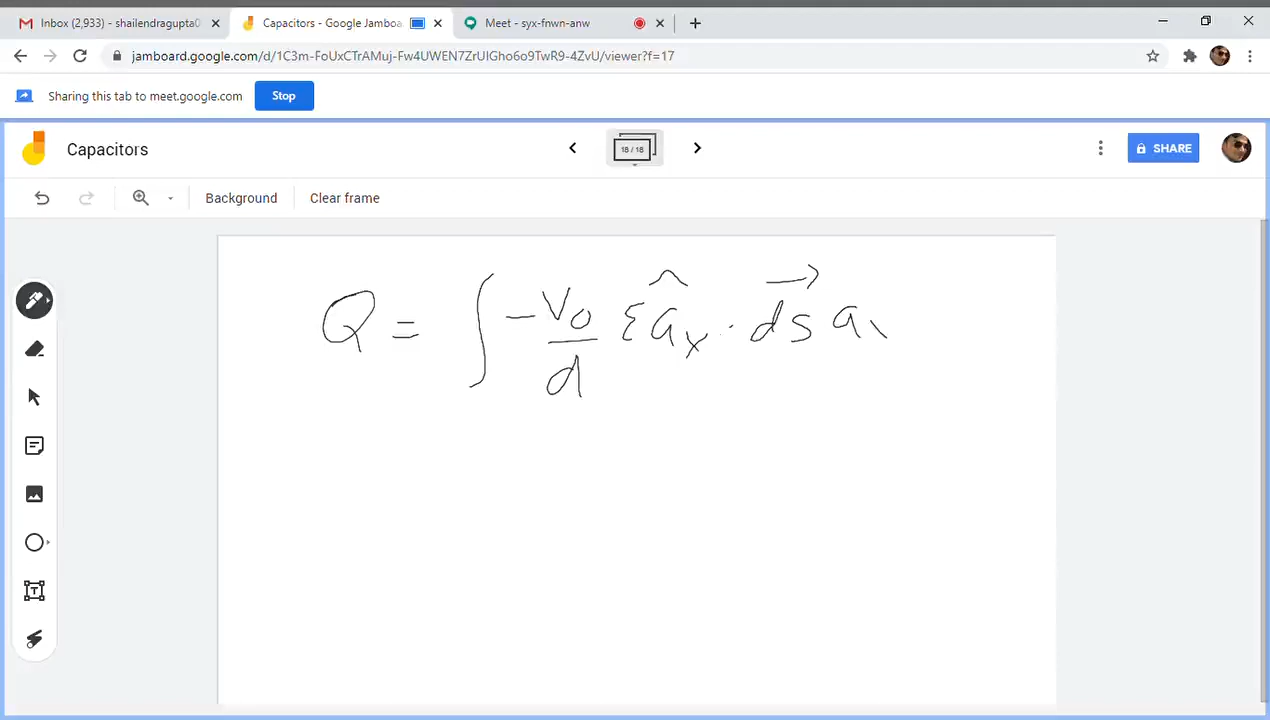 Inbox (2,933) - shailendragupta0
Capacitors - Google Jamboa
Meet - syx-fnwn-anw
jamboard.google.com/d/1C3m-FoUxCTrAMuj-Fw4UWEN7ZrUIGho6o9TwR9-4ZvU/viewer?f=17
Sharing this tab to meet.google.com
Stop
Capacitors
18 / 18
SHARE
Background
Clear frame
Q = ∫ -V₀/d ε âₓ · d⃗s a